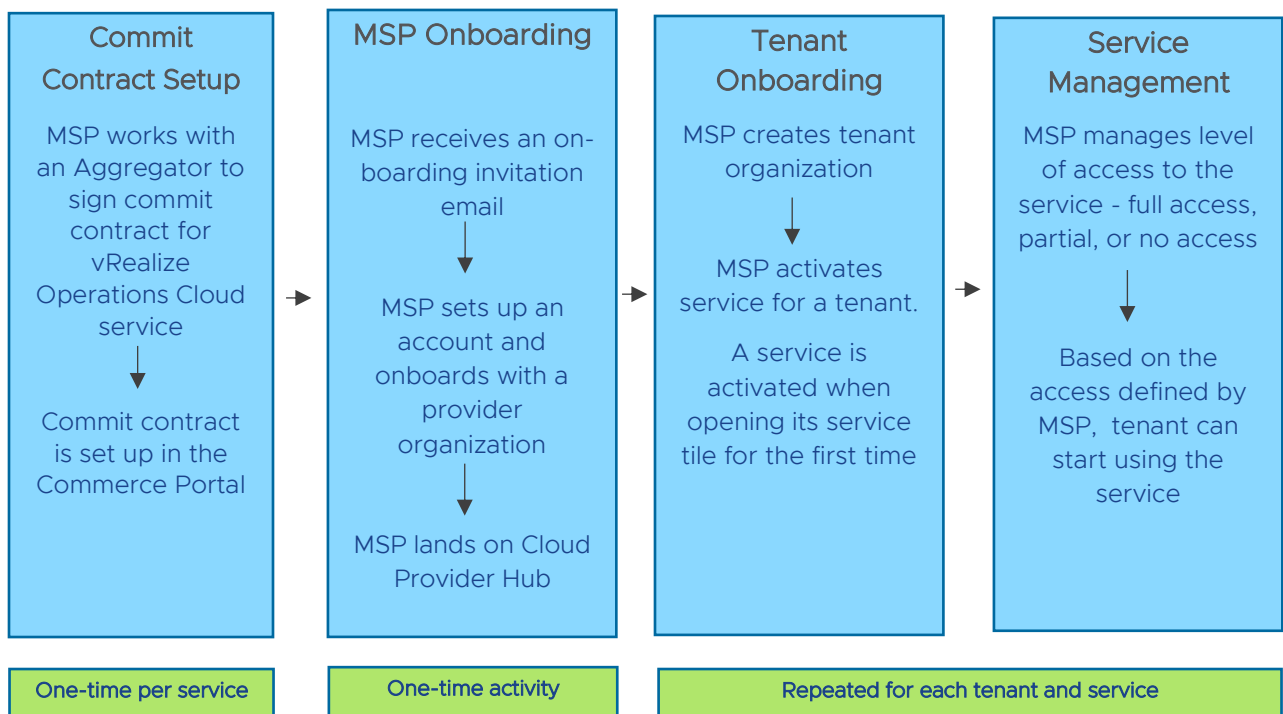 Commit
Contract Setup
MSP works with
an Aggregator to
sign commit
contract for
vRealize
Operations Cloud
service
Commit contract
is set up in the
Commerce Portal
One-time per service
MSP Onboarding
MSP receives an on-
boarding invitation
email
MSP sets up an
account and
onboards with a
provider
organization
MSP lands on Cloud
Provider Hub
One-time activity
Tenant
Onboarding
MSP creates tenant
organization
MSP activates
service for a tenant.
A service is
activated when
opening its service
tile for the first time
Service
Management
MSP manages level
of access to the
service - full access,
partial, or no access
Based on the
access defined by
MSP, tenant can
start using the
service
Repeated for each tenant and service